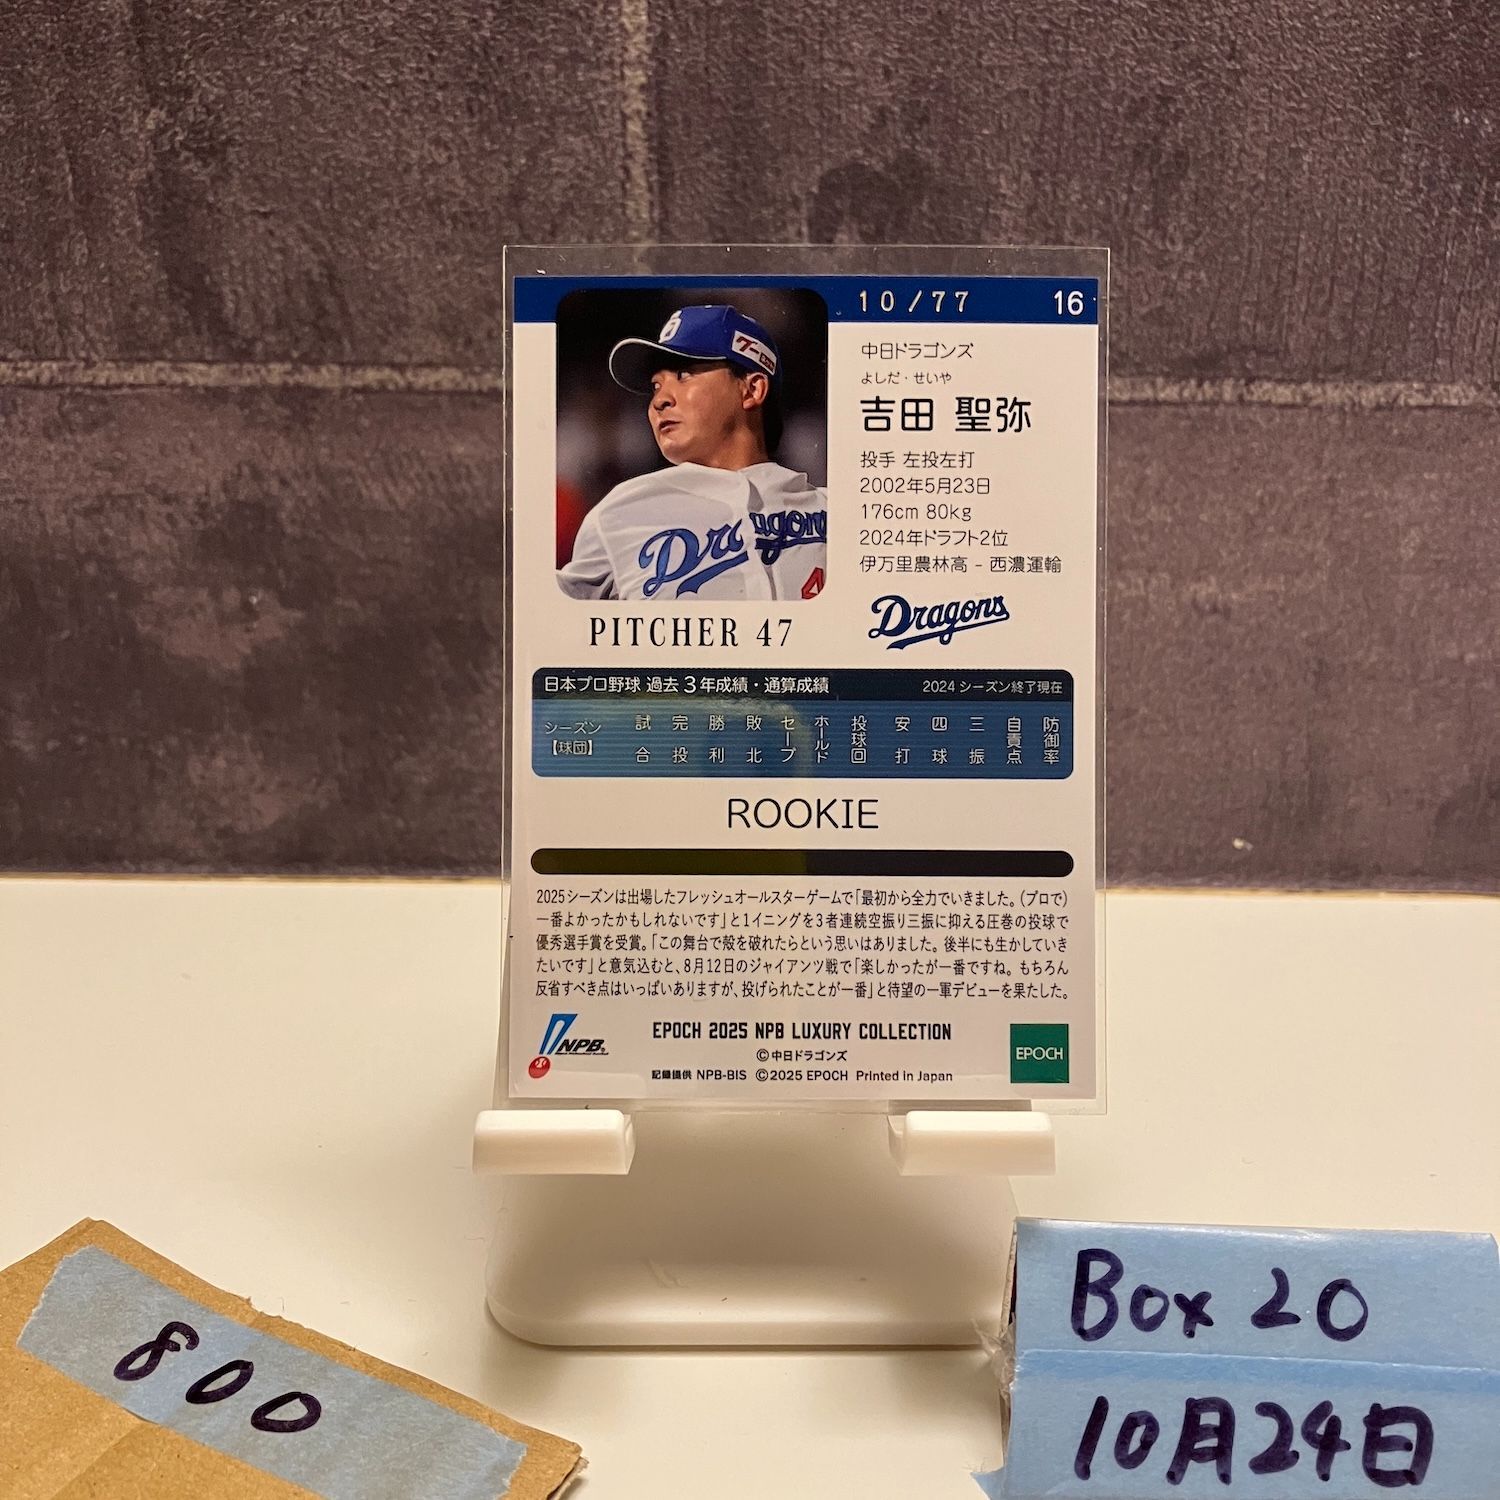 10/77
16
グー
Dragons
4
中日ドラゴンズ
よしだ・せいや
吉田 聖弥
投手 左投左打
2002年5月23日
176cm 80kg
2024年ドラフト2位
伊万里農林高 - 西濃運輸
Dragons
PITCHER 47
日本プロ野球 過去3年成績・通算成績
2024 シーズン終了現在
シーズン【球団】 試合 完投 勝利 敗北 セーブ ホールド 投球回 安打 四球 三振 自責点 防御率
ROOKIE
2025シーズンは出場したフレッシュオールスターゲームで「最初から全力でいきました。(プロで)
一番よかったかもしれないです」と1イニングを3者連続空振り三振に抑える圧巻の投球で
優秀選手賞を受賞。「この舞台で殻を破れたらという思いはありました。後半にも生かしていき
たいです」と意気込むと、8月12日のジャイアンツ戦で「楽しかったが一番ですね。もちろん
反省すべき点はいっぱいありますが、投げられたことが一番」と待望の一軍デビューを果たした。
NPB
EPOCH 2025 NPB LUXURY COLLECTION
©中日ドラゴンズ
記録提供 NPB-BIS ©2025 EPOCH Printed in Japan
EPOCH
800
Box 20
10月24日